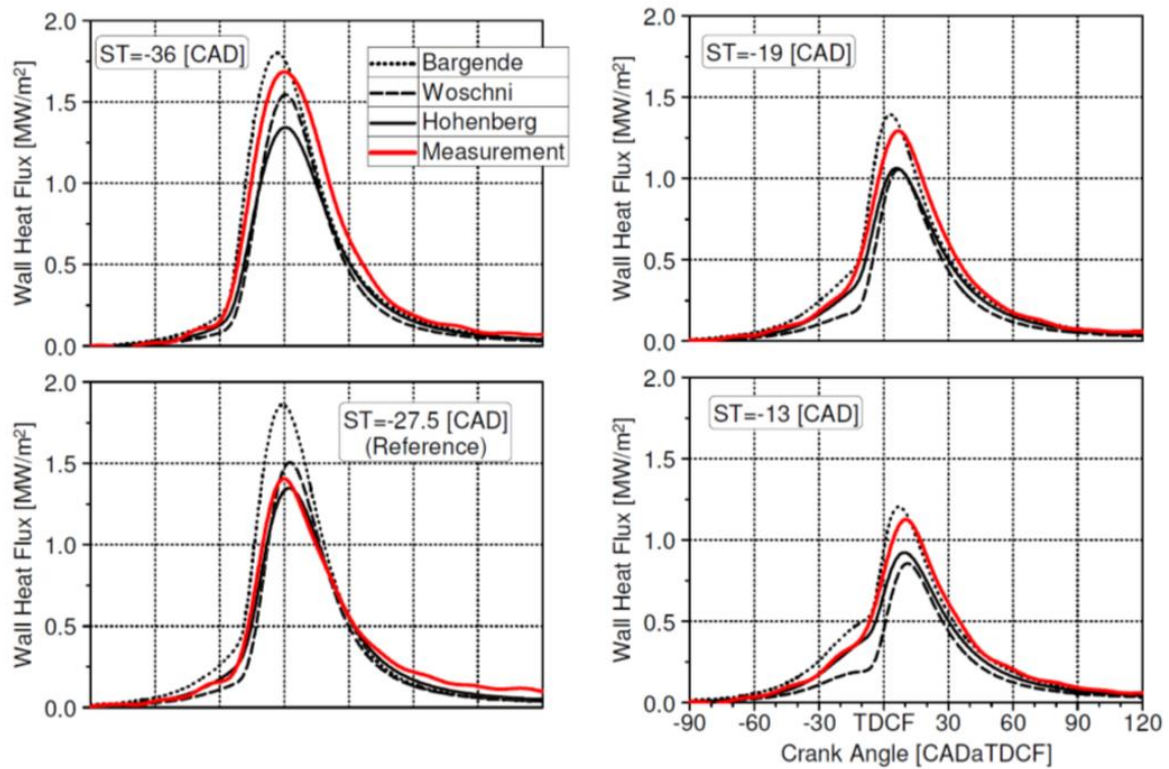 2.0
1.5
1.0
0.5
0.0
Wall Heat Flux [MW/m²]
ST=-36 [CAD]
Bargende
Woschni
Hohenberg
Measurement
2.0
1.5
1.0
0.5
0.0
Wall Heat Flux [MW/m²]
ST=-19 [CAD]
2.0
1.5
1.0
0.5
0.0
Wall Heat Flux [MW/m²]
ST=-27.5 [CAD]
(Reference)
2.0
1.5
1.0
0.5
0.0
Wall Heat Flux [MW/m²]
ST=-13 [CAD]
-90 -60 -30 TDCF 30 60 90 120
Crank Angle [CADaTDCF]